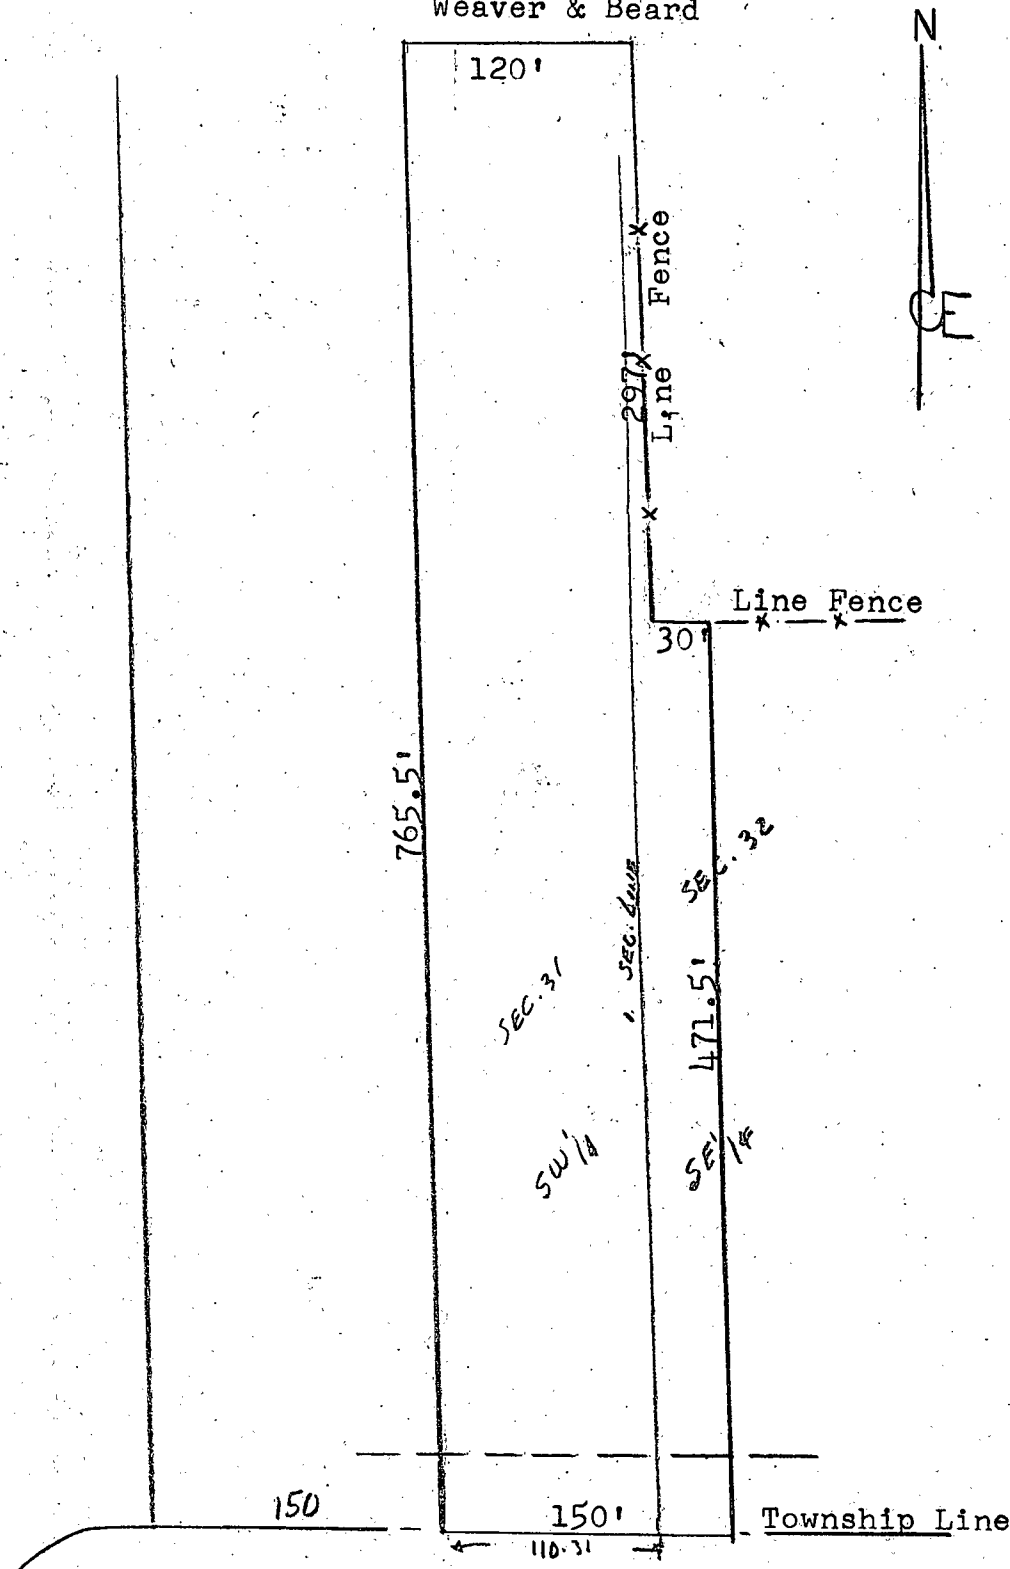 Weaver & Beard
N
120'
Line Fence
297'
E
Line Fence
30'
765.5'
SEC. 32
SEC. LINE
SEC. 31
471.5'
SW 1/4
SE 1/4
150
150'
Township Line
110.31